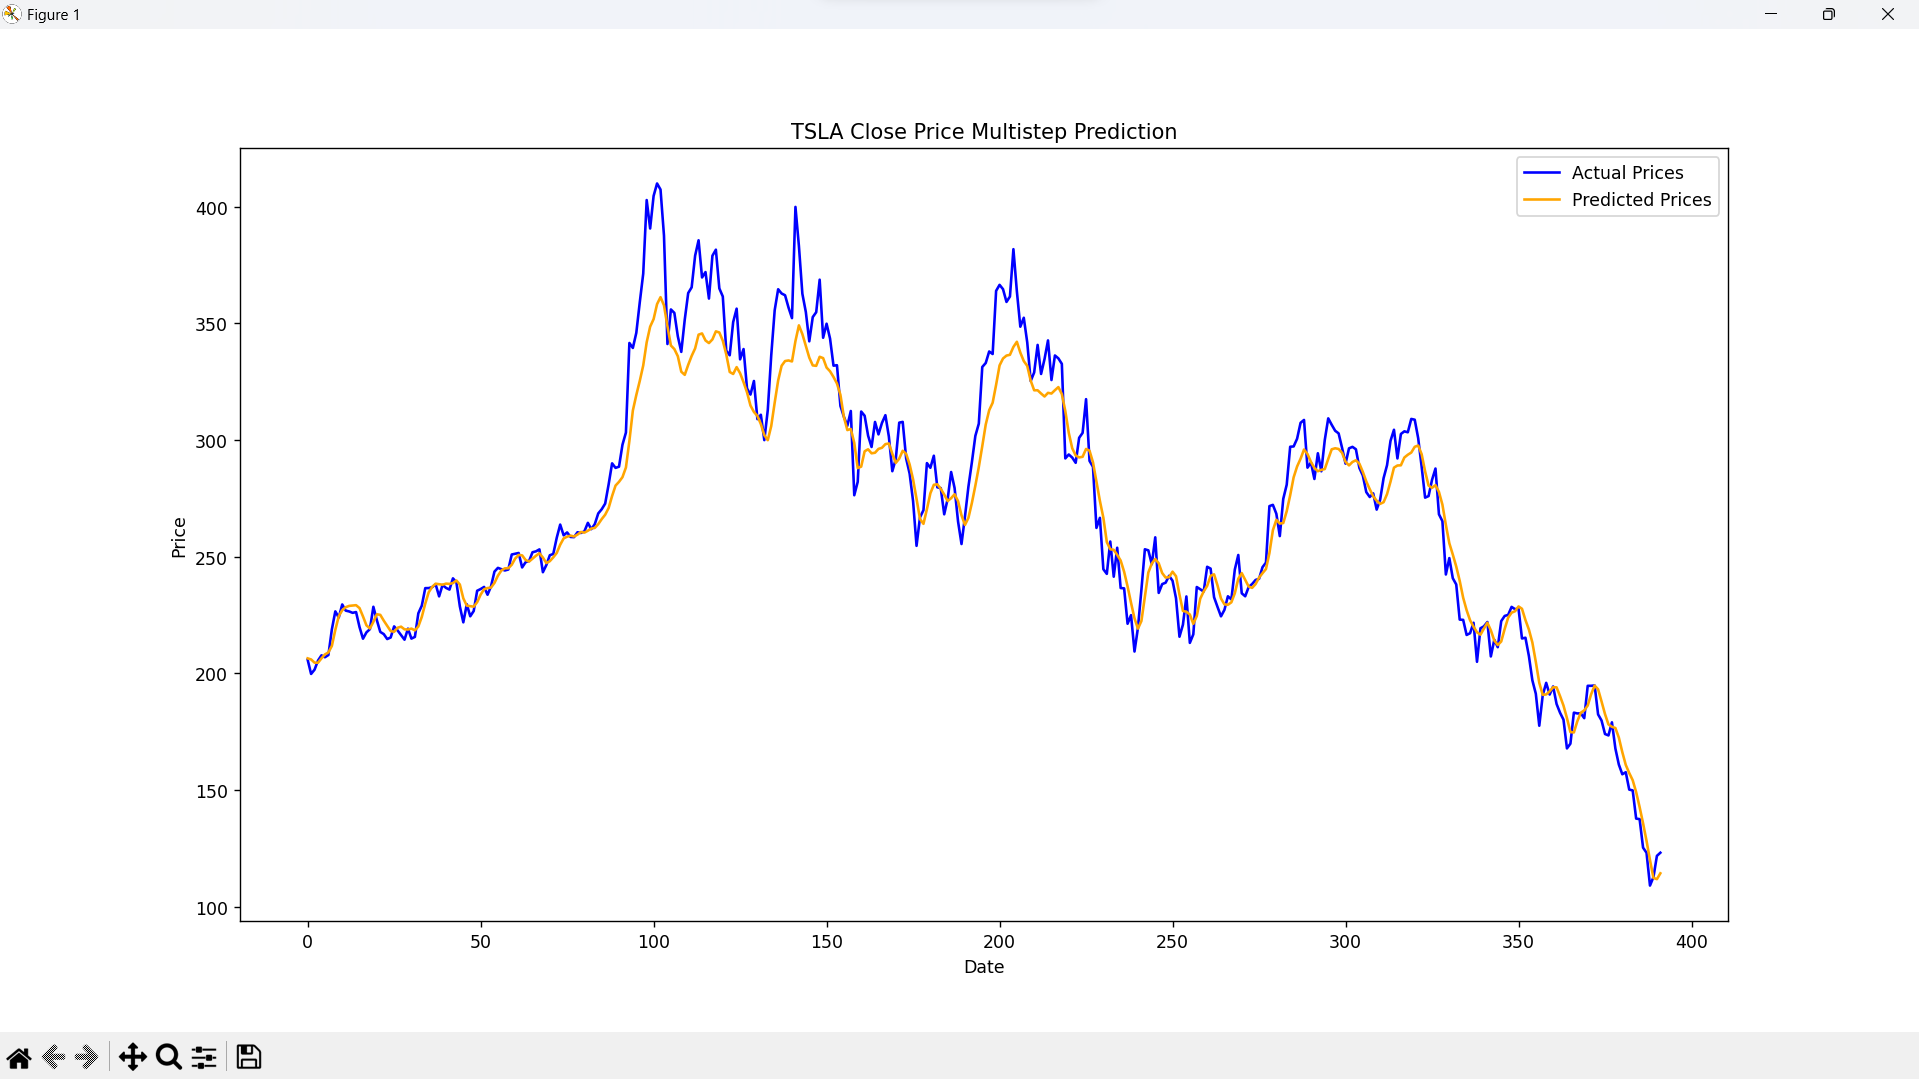 Figure 1
TSLA Close Price Multistep Prediction
Actual Prices
Predicted Prices
400
350
300
250
200
150
100
Price
0 50 100 150 200 250 300 350 400
Date